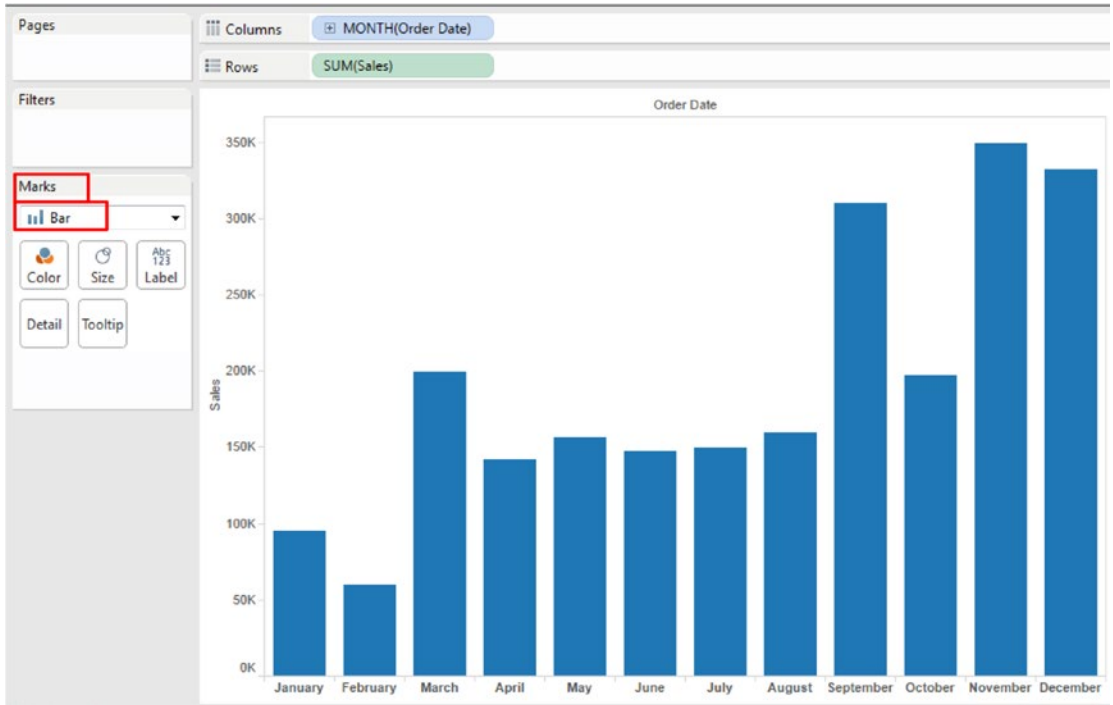 Pages
Columns
MONTH(Order Date)
Rows
SUM(Sales)
Filters
Marks
Bar
Color
Size
Abc
123
Label
Detail
Tooltip
Order Date
Sales
350K
300K
250K
200K
150K
100K
50K
0K
January February March April May June July August September October November December